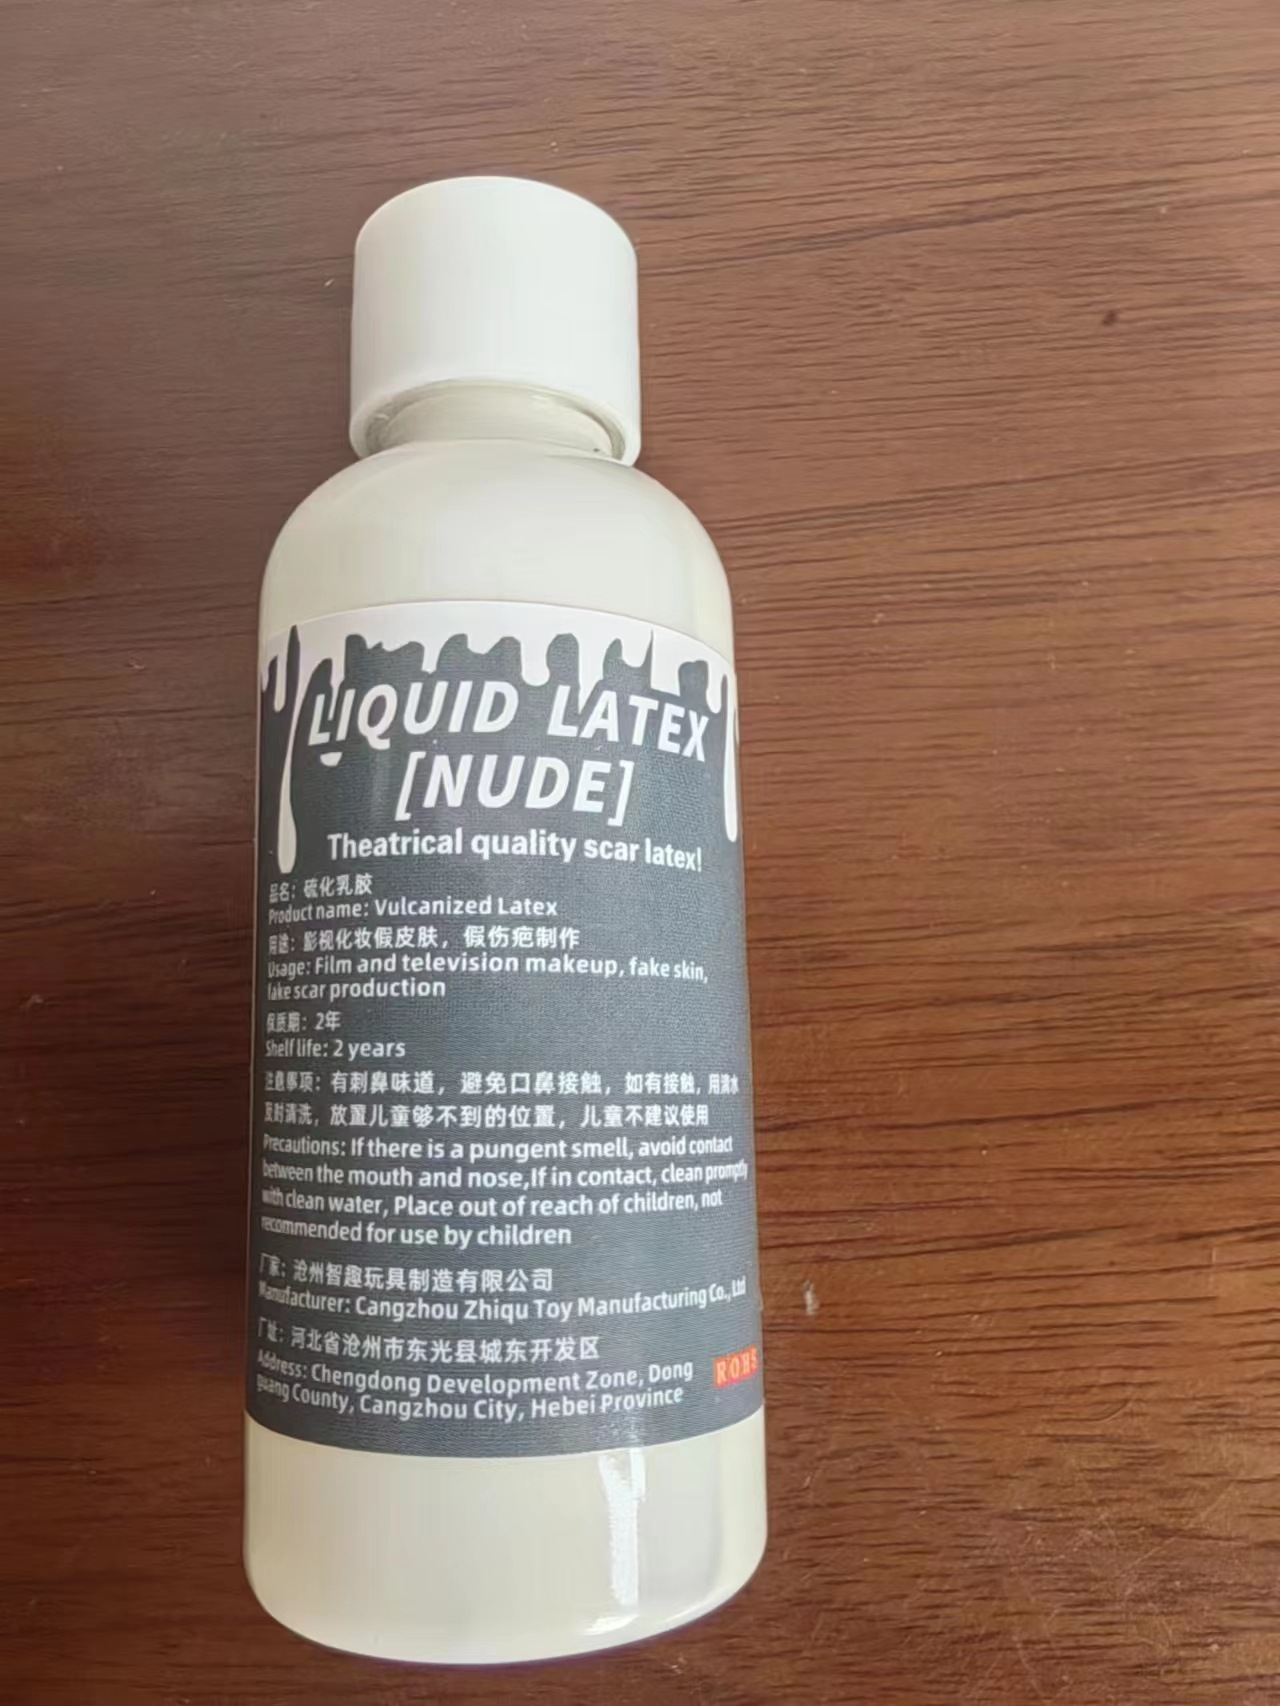 LIQUID LATEX
[NUDE]
Theatrical quality scar latex!
品名：硫化乳胶
Product name: Vulcanized Latex
用途：影视化妆假皮肤，假伤疤制作
Usage: Film and television makeup, fake skin,
fake scar production
保质期：2年
Shelf life: 2 years
注意事项：有刺鼻味道，避免口鼻接触，如有接触，用清水
及时清洗，放置儿童够不到的位置，儿童不建议使用
Precautions: If there is a pungent smell, avoid contact
between the mouth and nose,If in contact, clean promptly
with clean water, Place out of reach of children, not
recommended for use by children
厂家：沧州智趣玩具制造有限公司
Manufacturer: Cangzhou Zhiqu Toy Manufacturing Co., Ltd
厂址：河北省沧州市东光县城东开发区
Address: Chengdong Development Zone, Dong
guang County, Cangzhou City, Hebei Province
ROHS